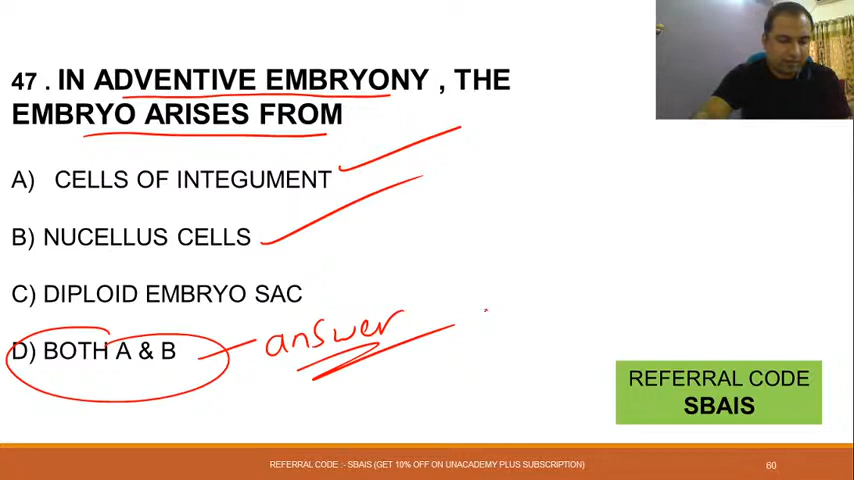 47 . IN ADVENTIVE EMBRYONY , THE
EMBRYO ARISES FROM
A) CELLS OF INTEGUMENT
B) NUCELLUS CELLS
C) DIPLOID EMBRYO SAC
D) BOTH A & B
answer
REFERRAL CODE
SBAIS
REFERRAL CODE :- SBAIS (GET 10% OFF ON UNACADEMY PLUS SUBSCRIPTION)
60